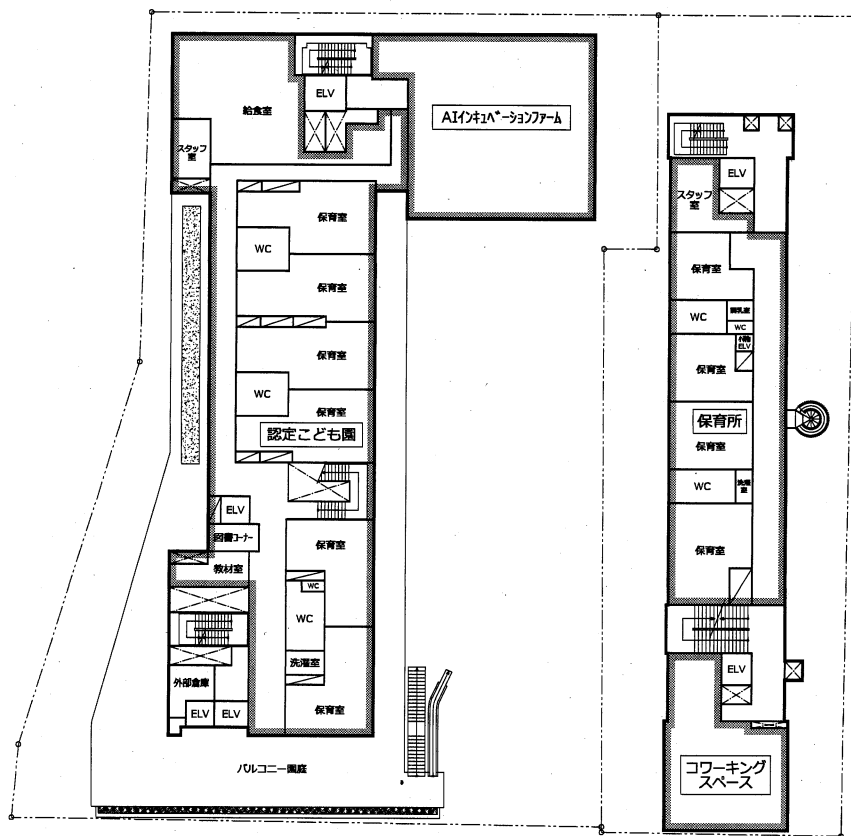 給食室
ELV
AIインキュベーションファーム
スタッフ
室
ELV
スタッフ
室
保育室
WC
保育室
保育室
WC
保育室
認定こども園
ELV
図書コーナー
教材室
保育室
WC
WC
洗濯室
外部倉庫
ELV
ELV
保育室
バルコニー園庭
保育室
WC
WC
小荷物
ELV
保育室
保育所
保育室
WC
洗濯
室
保育室
ELV
コワーキング
スペース